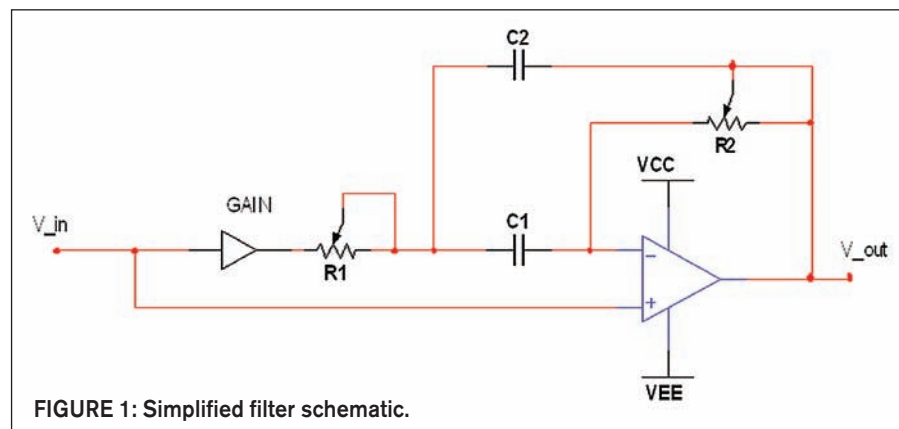 C2
R2
VCC
GAIN
C1
V_in
V_out
R1
−
+
VEE
FIGURE 1: Simplified filter schematic.